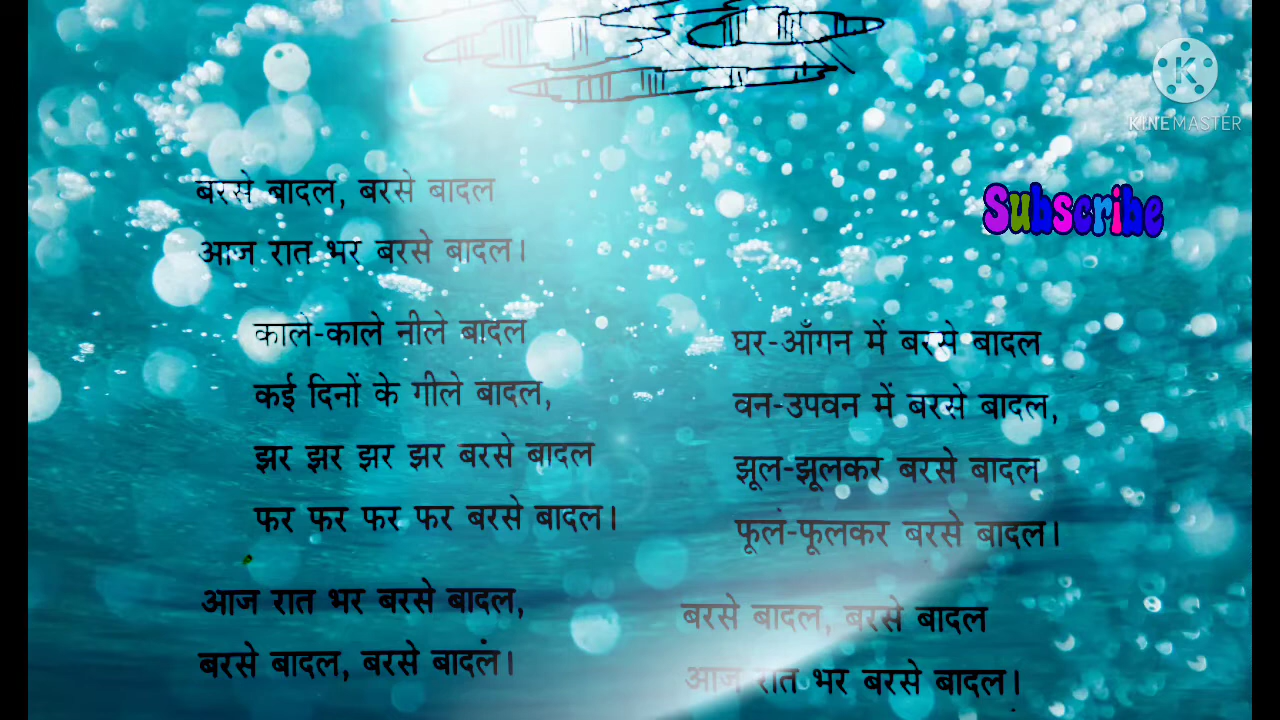 बरसे बादल, बरसे बादल
आज रात भर बरसे बादल।
काले-काले नीले बादल
कई दिनों के गीले बादल,
झर झर झर झर बरसे बादल
फर फर फर फर बरसे बादल।
आज रात भर बरसे बादल,
बरसे बादल, बरसे बादल।
घर-आँगन में बरसे बादल
वन-उपवन में बरसे बादल,
झूल-झूलकर बरसे बादल
फूल-फूलकर बरसे बादल।
बरसे बादल, बरसे बादल
आज रात भर बरसे बादल।
Subscribe
K
KINEMASTER